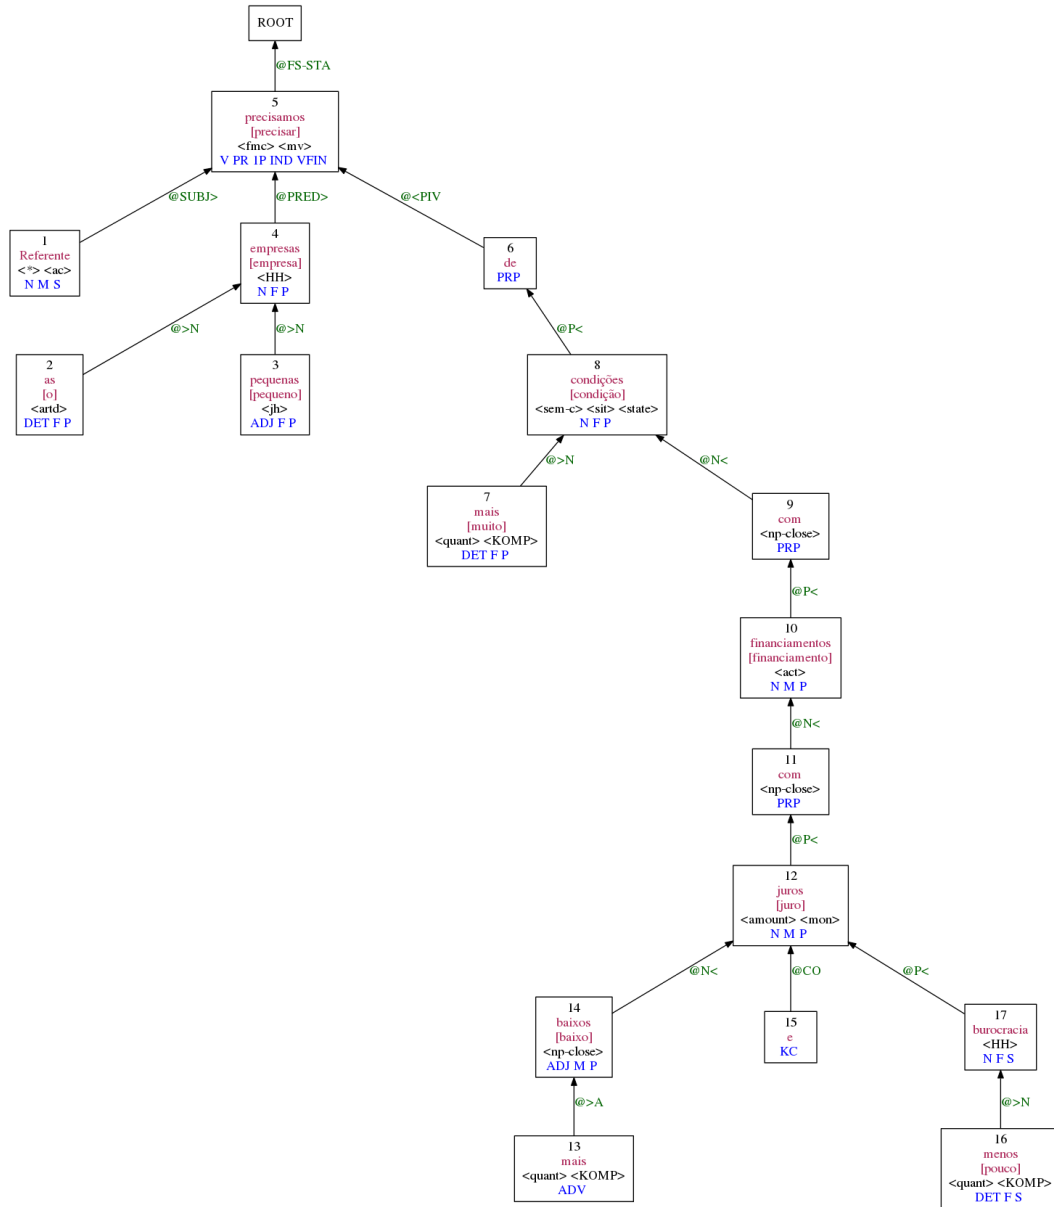 ROOT
@FS-STA
5
precisamos
[precisar]
<fmc> <mv>
V PR 1P IND VFIN
@SUBJ>
@PRED>
@<PIV
1
Referente
<*> <ac>
N M S
4
empresas
[empresa]
<HH>
N F P
6
de
PRP
@>N
@>N
@P<
2
as
[o]
<artd>
DET F P
3
pequenas
[pequeno]
<jh>
ADJ F P
8
condições
[condição]
<sem-c> <sit> <state>
N F P
@>N
@N<
7
mais
[muito]
<quant> <KOMP>
DET F P
9
com
<np-close>
PRP
@P<
10
financiamentos
[financiamento]
<act>
N M P
@N<
11
com
<np-close>
PRP
@P<
12
juros
[juro]
<amount> <mon>
N M P
@N<
@CO
@P<
14
baixos
[baixo]
<np-close>
ADJ M P
15
e
KC
17
burocracia
<HH>
N F S
@>A
@>N
13
mais
<quant> <KOMP>
ADV
16
menos
[pouco]
<quant> <KOMP>
DET F S